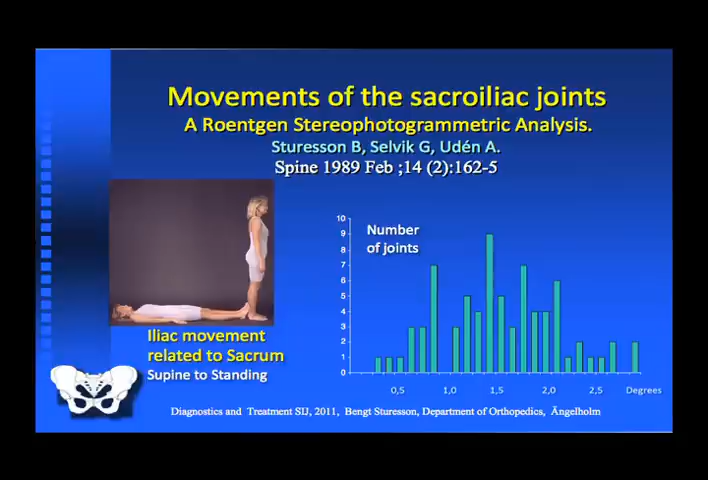 Movements of the sacroiliac joints
A Roentgen Stereophotogrammetric Analysis.
Sturesson B, Selvik G, Udén A.
Spine 1989 Feb ;14 (2):162-5
Number
of joints
10
9
8
7
6
5
4
3
2
1
0
0,5 1,0 1,5 2,0 2,5 Degrees
Iliac movement
related to Sacrum
Supine to Standing
Diagnostics and Treatment SIJ, 2011, Bengt Sturesson, Department of Orthopedics, Ängelholm